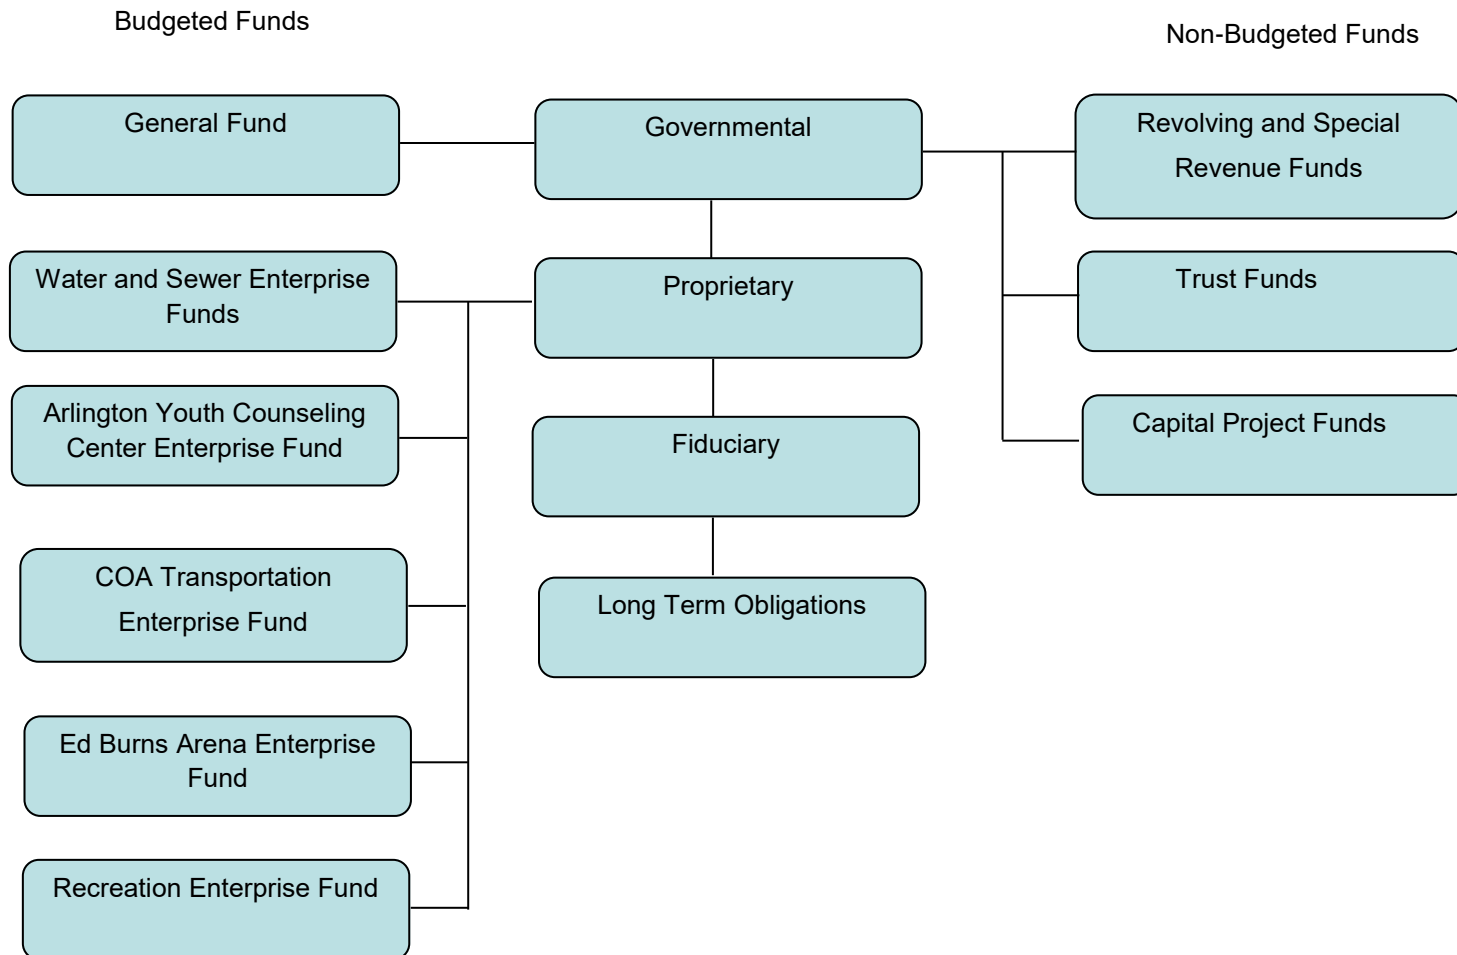 Budgeted Funds
Non-Budgeted Funds
General Fund
Governmental
Revolving and Special
Revenue Funds
Water and Sewer Enterprise
Funds
Proprietary
Trust Funds
Arlington Youth Counseling
Center Enterprise Fund
Fiduciary
Capital Project Funds
COA Transportation
Enterprise Fund
Long Term Obligations
Ed Burns Arena Enterprise
Fund
Recreation Enterprise Fund